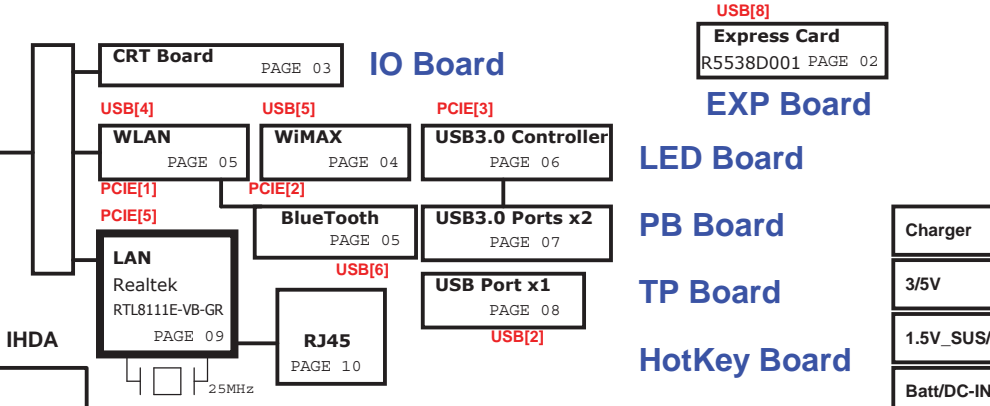 USB[8]
CRT Board
PAGE 03
IO Board
Express Card
R5538D001 PAGE 02
EXP Board
USB[4]
USB[5]
PCIE[3]
WLAN
PAGE 05
WiMAX
PAGE 04
USB3.0 Controller
PAGE 06
LED Board
PCIE[1]
PCIE[2]
PCIE[5]
BlueTooth
PAGE 05
USB3.0 Ports x2
PAGE 07
PB Board
Charger
LAN
Realtek
RTL8111E-VB-GR
PAGE 09
USB[6]
USB Port x1
PAGE 08
USB[2]
TP Board
3/5V
IHDA
RJ45
PAGE 10
HotKey Board
1.5V_SUS/
25MHz
Batt/DC-IN